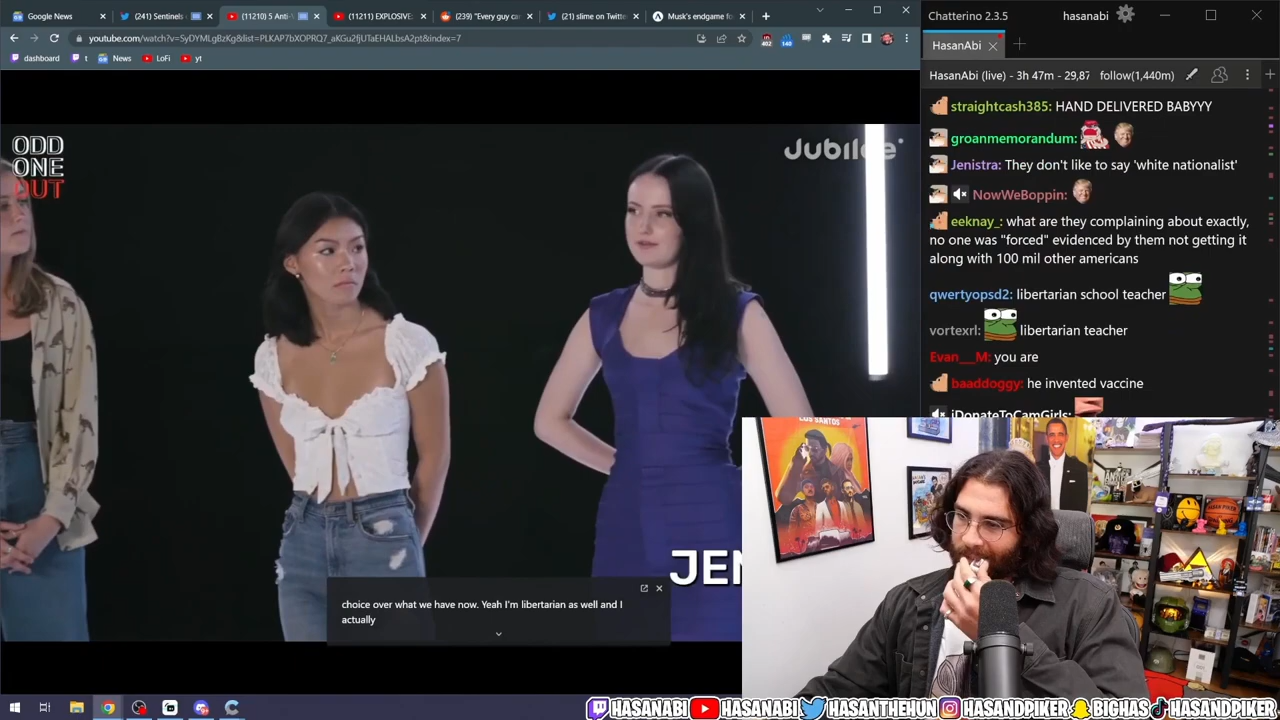 Google News
(241) Sentinels
(11210) 5 Anti-
(11211) EXPLOSIVE
(239) "Every guy can
(21) slime on Twitter
Musk's endgame fo
youtube.com/watch?v=SyDYMLgBzKg&list=PLKAP7bXOPRQ7_aKGu2fjUTaEHALbsA2pt&index=7
402
140
dashboard
t
News
LoFi
yt
ODD
ONE
OUT
Jubilee
JEN
choice over what we have now. Yeah I'm libertarian as well and I
actually
Chatterino 2.3.5
hasanabi
HasanAbi
HasanAbi (live) - 3h 47m - 29,87
follow(1,440m)
straightcash385: HAND DELIVERED BABYYY
groanmemorandum:
Jenistra: They don't like to say 'white nationalist'
NowWeBoppin:
eeknay_: what are they complaining about exactly,
no one was "forced" evidenced by them not getting it
along with 100 mil other americans
qwertyopsd2: libertarian school teacher
vortexrl: libertarian teacher
Evan__M: you are
baaddoggy: he invented vaccine
iDonateToCamGirls:
LOS SANTOS
HASANABI
HASANABI
HASANTHEHUN
HASANDPIKER
BIGHAS
HASANDPIKER